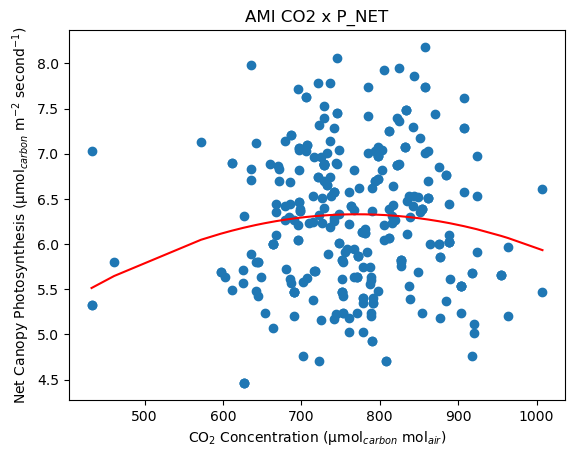 AMI CO2 x P_NET
Net Canopy Photosynthesis (μmol_carbon m⁻² second⁻¹)
8.0
7.5
7.0
6.5
6.0
5.5
5.0
4.5
500 600 700 800 900 1000
CO₂ Concentration (μmol_carbon mol_air)